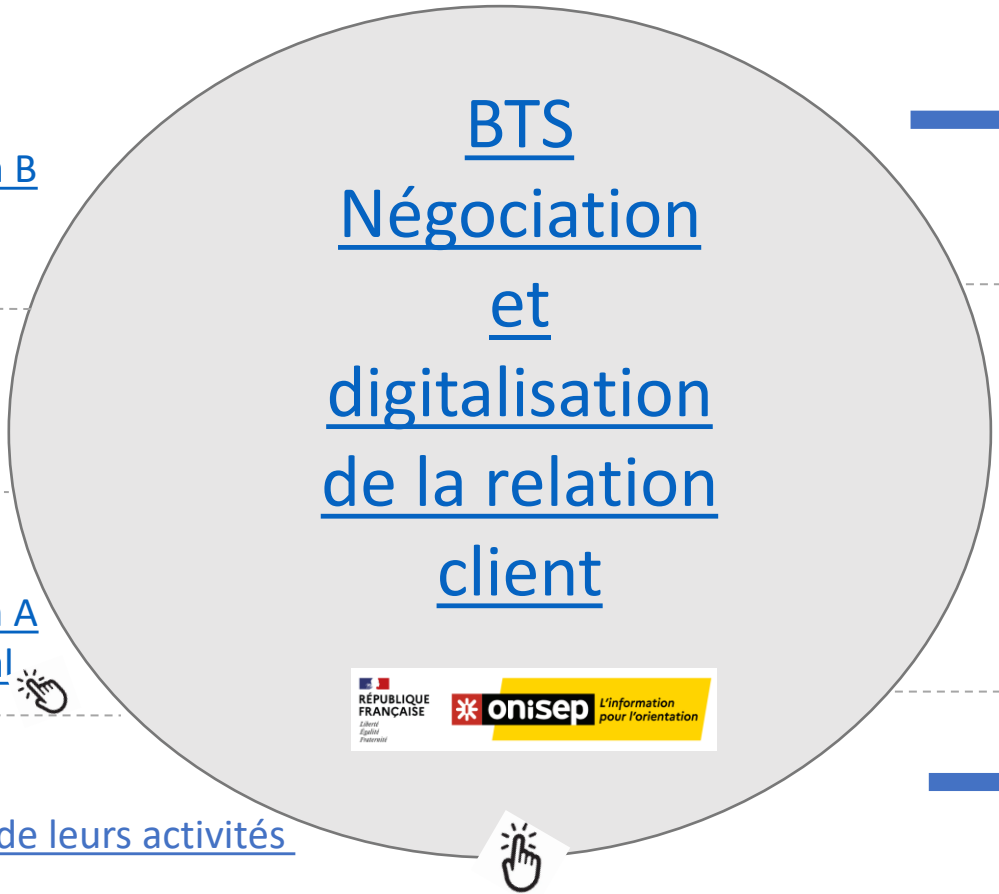 BTS
Négociation
et
digitalisation
de la relation
client
B
A
RÉPUBLIQUE
FRANÇAISE
Liberté
Égalité
Fraternité
onisep
L'information
pour l'orientation
de leurs activités